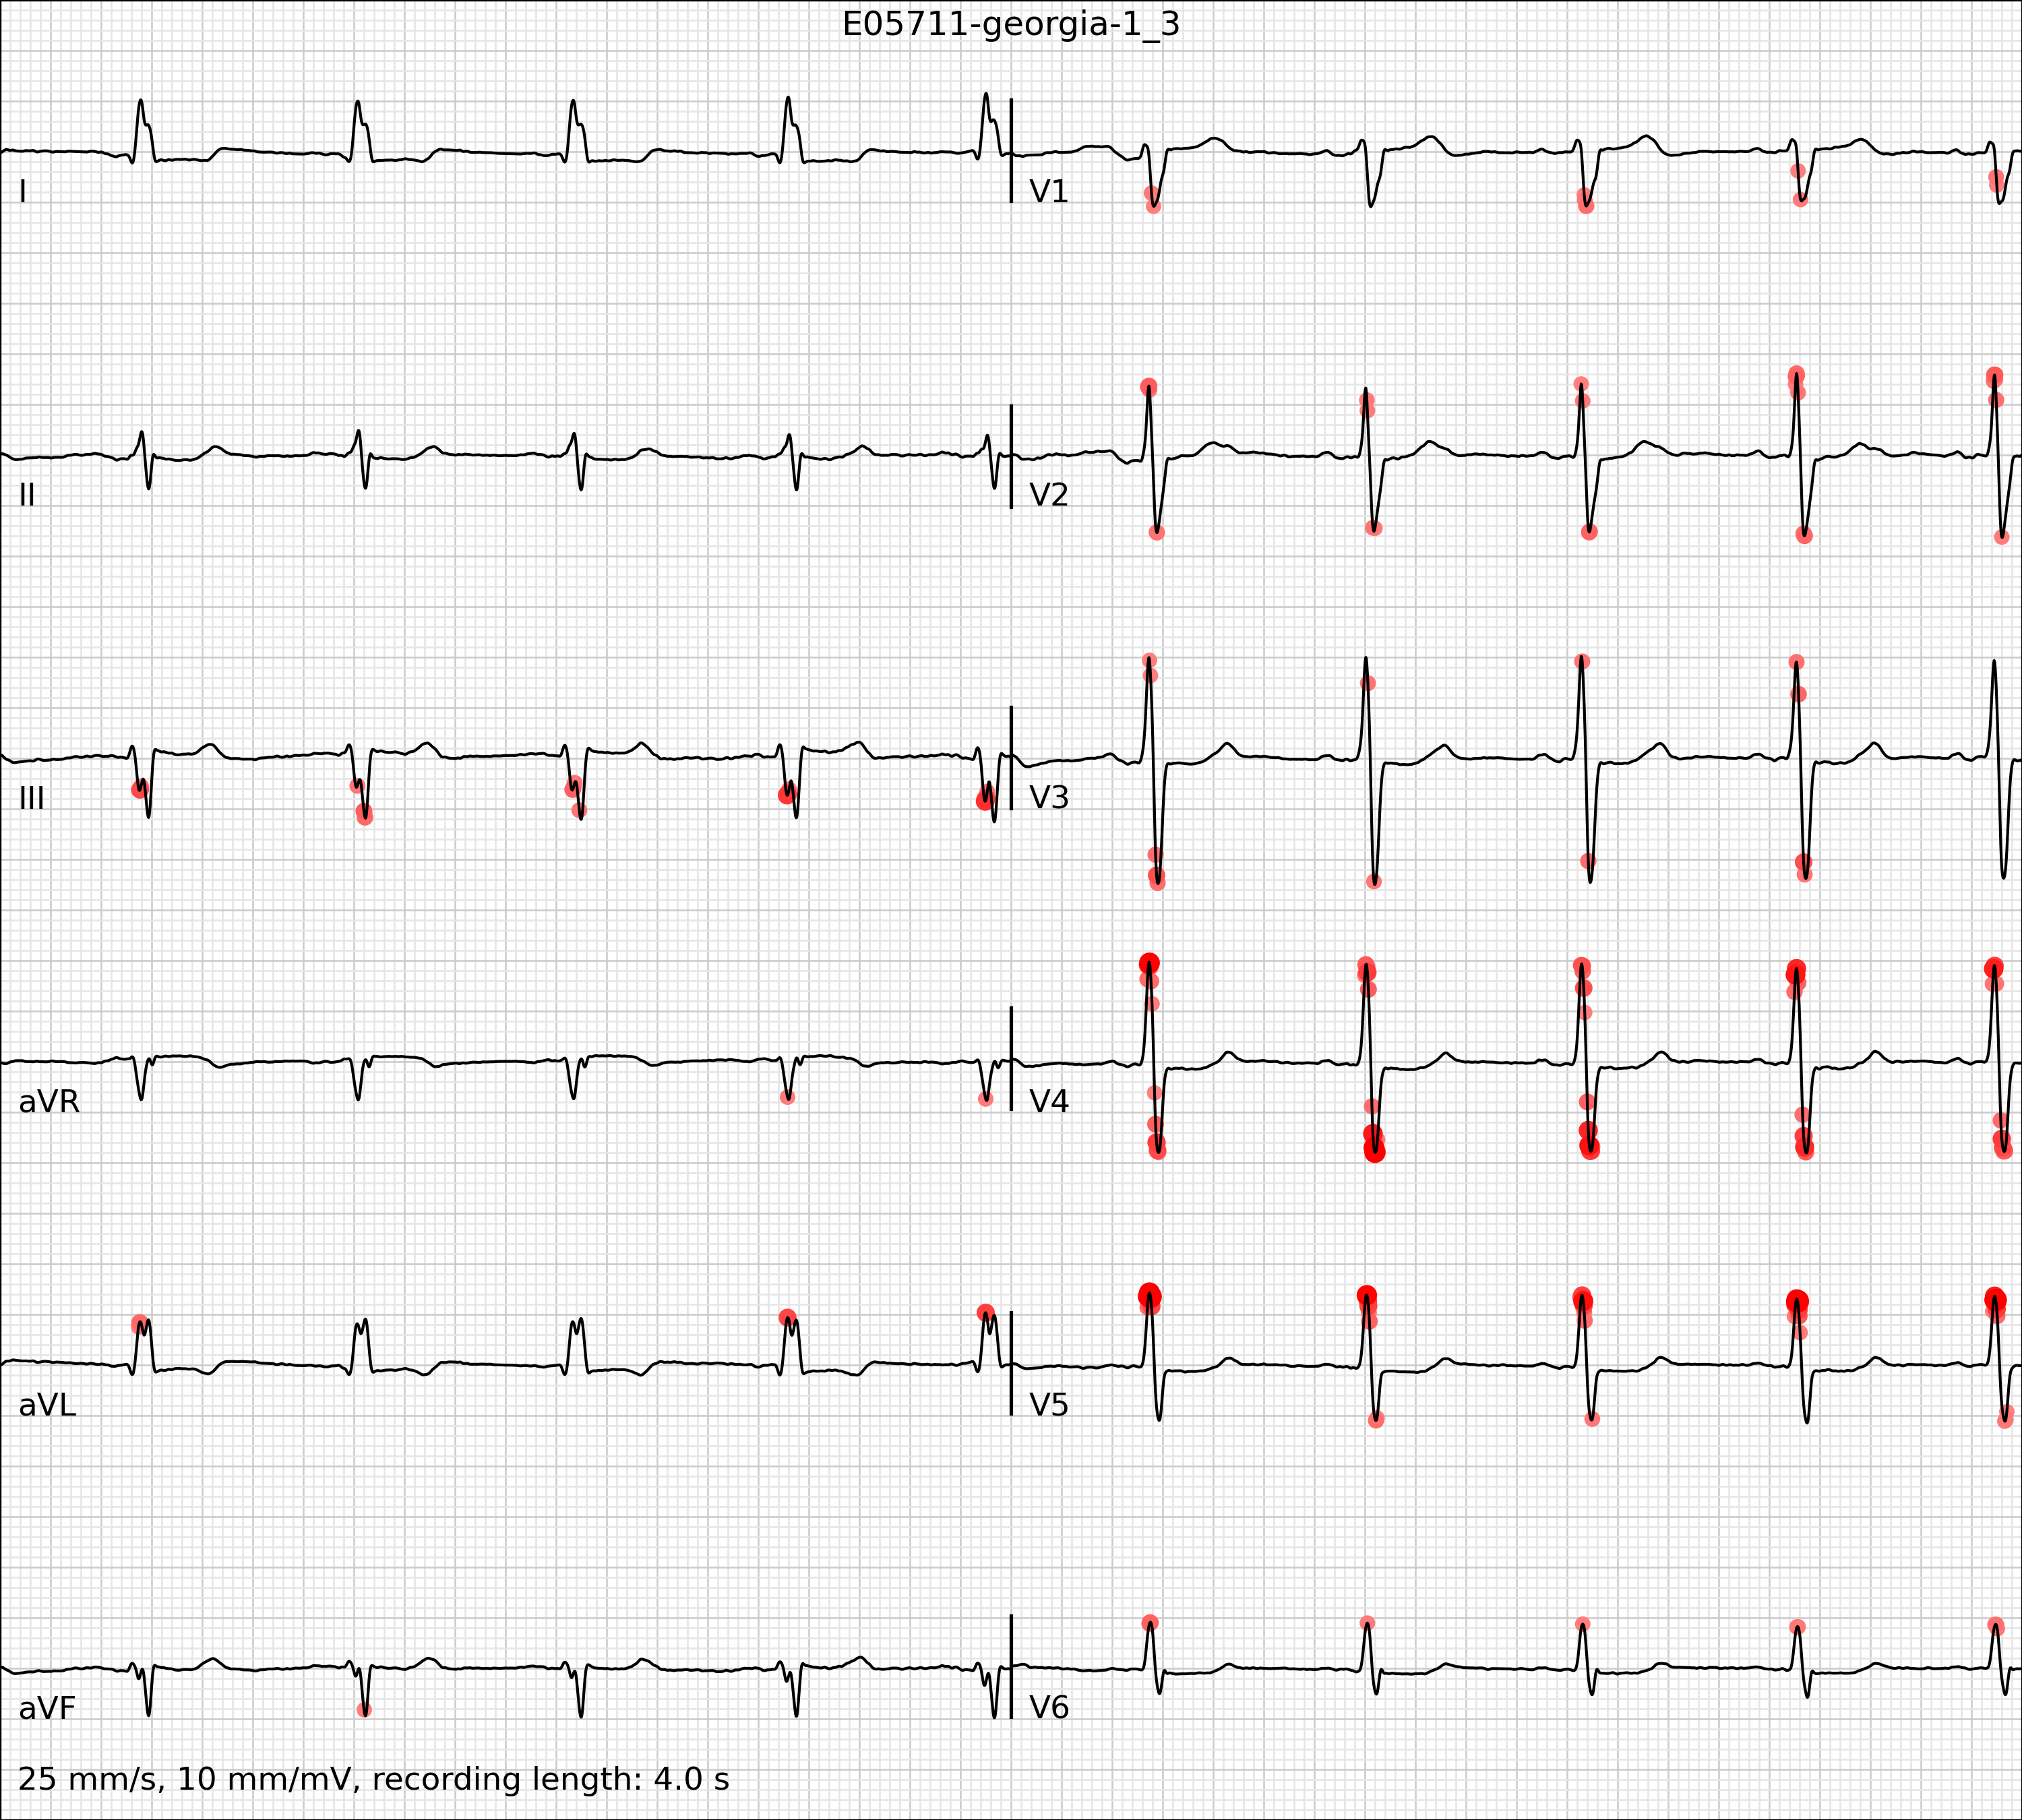 E05711-georgia-1_3
I
V1
II
V2
III
V3
aVR
V4
aVL
V5
aVF
V6
25 mm/s, 10 mm/mV, recording length: 4.0 s